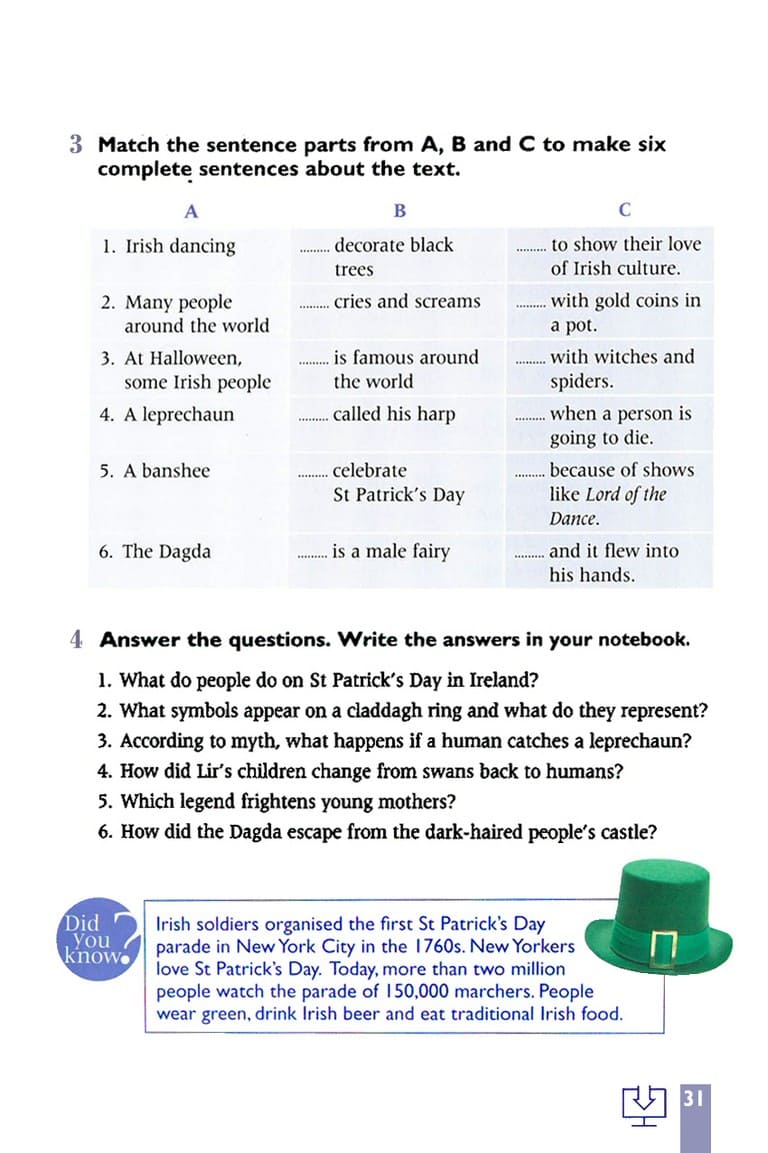 3 Match the sentence parts from A, B and C to make six
complete sentences about the text.
A B C
1. Irish dancing ......... decorate black ......... to show their love
trees of Irish culture.
2. Many people ......... cries and screams ......... with gold coins in
around the world a pot.
3. At Halloween, ......... is famous around ......... with witches and
some Irish people the world spiders.
4. A leprechaun ......... called his harp ......... when a person is
going to die.
5. A banshee ......... celebrate ......... because of shows
St Patrick's Day like Lord of the
Dance.
6. The Dagda ......... is a male fairy ......... and it flew into
his hands.
4 Answer the questions. Write the answers in your notebook.
1. What do people do on St Patrick's Day in Ireland?
2. What symbols appear on a claddagh ring and what do they represent?
3. According to myth, what happens if a human catches a leprechaun?
4. How did Lir's children change from swans back to humans?
5. Which legend frightens young mothers?
6. How did the Dagda escape from the dark-haired people's castle?
Did
you
know?
Irish soldiers organised the first St Patrick's Day
parade in New York City in the 1760s. New Yorkers
love St Patrick's Day. Today, more than two million
people watch the parade of 150,000 marchers. People
wear green, drink Irish beer and eat traditional Irish food.
31